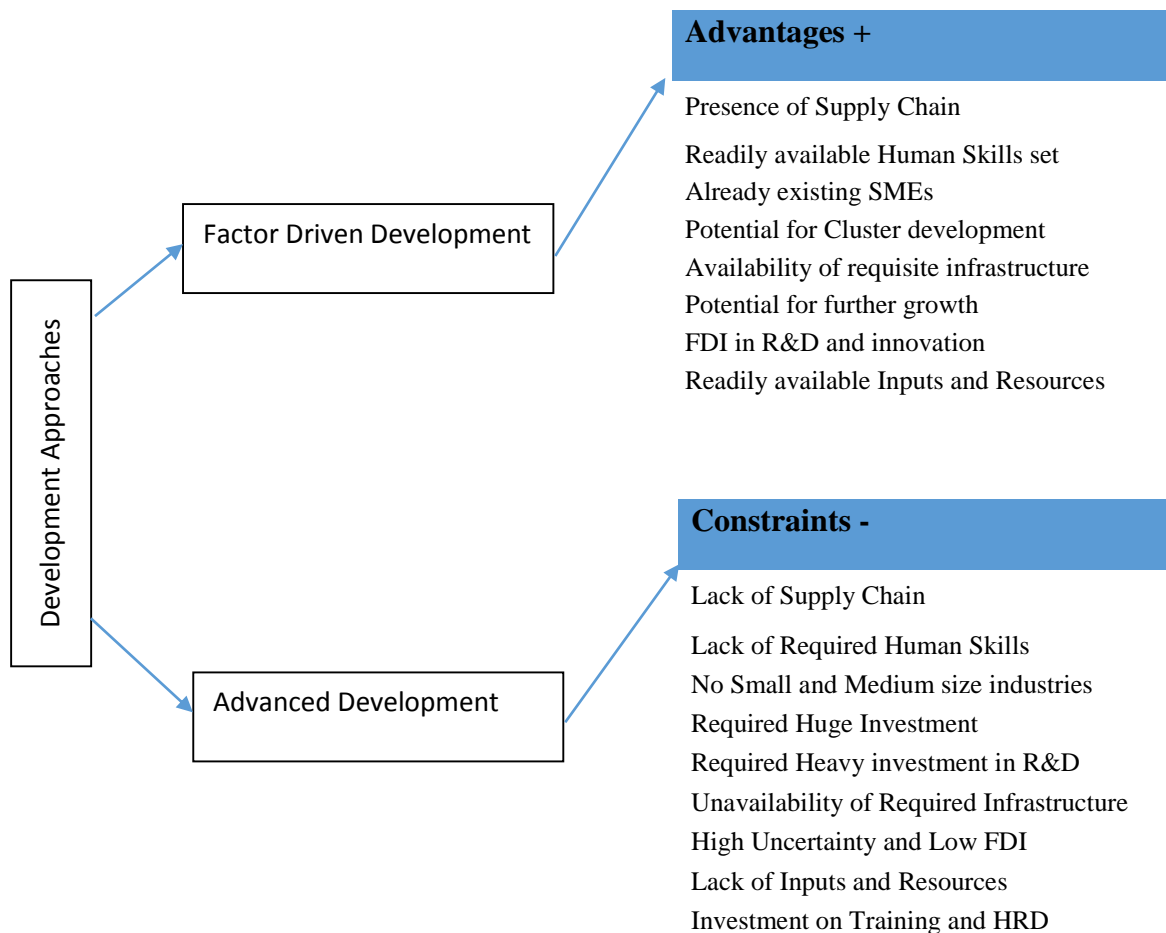 Development Approaches
Factor Driven Development
Advantages +
Presence of Supply Chain
Readily available Human Skills set
Already existing SMEs
Potential for Cluster development
Availability of requisite infrastructure
Potential for further growth
FDI in R&D and innovation
Readily available Inputs and Resources
Advanced Development
Constraints -
Lack of Supply Chain
Lack of Required Human Skills
No Small and Medium size industries
Required Huge Investment
Required Heavy investment in R&D
Unavailability of Required Infrastructure
High Uncertainty and Low FDI
Lack of Inputs and Resources
Investment on Training and HRD